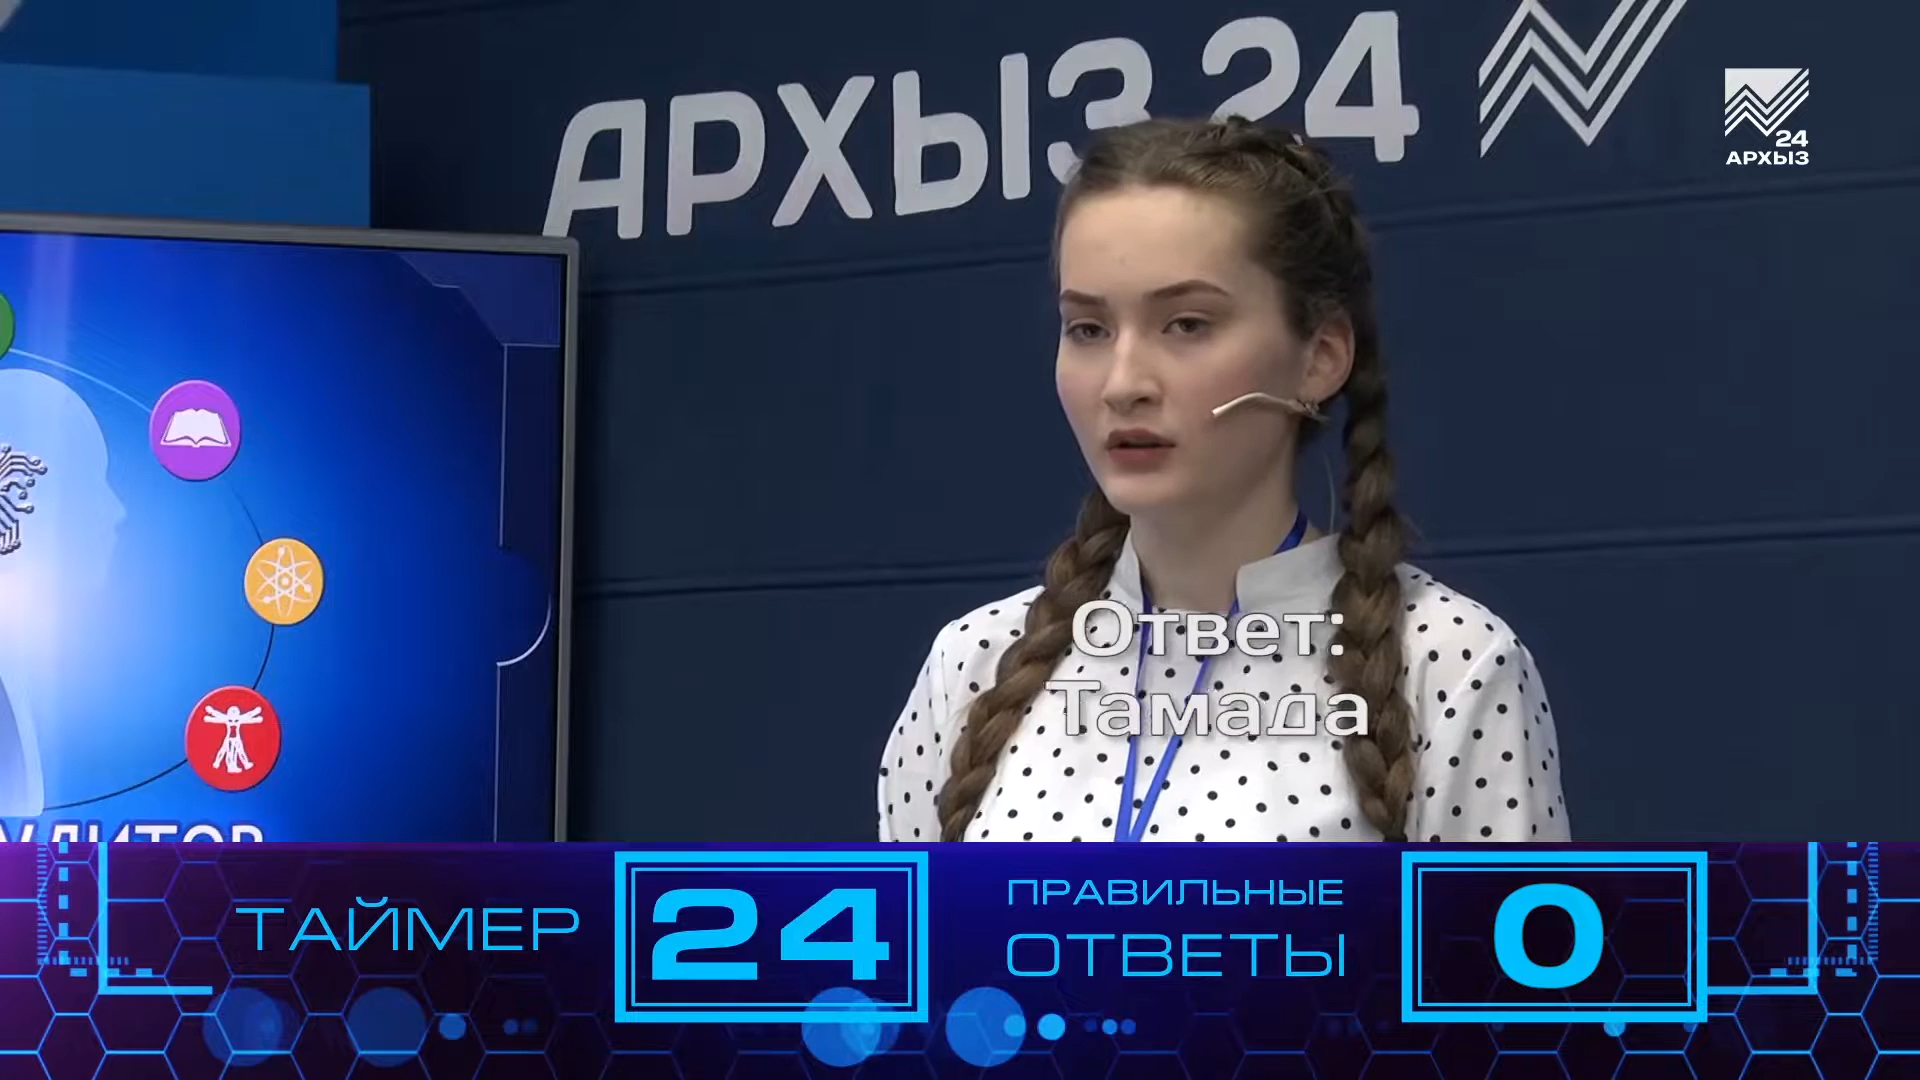 АРХЫЗ 24
24
АРХЫЗ
Ответ:
Тамада
ТАЙМЕР
24
ПРАВИЛЬНЫЕ
ОТВЕТЫ
0